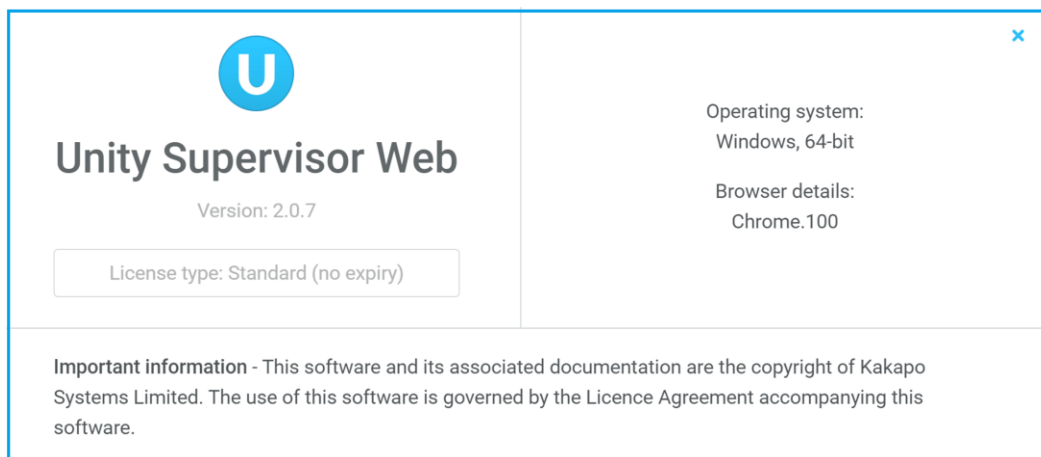 U
Unity Supervisor Web
Version: 2.0.7
License type: Standard (no expiry)
Operating system:
Windows, 64-bit
Browser details:
Chrome.100
Important information - This software and its associated documentation are the copyright of Kakapo
Systems Limited. The use of this software is governed by the Licence Agreement accompanying this
software.